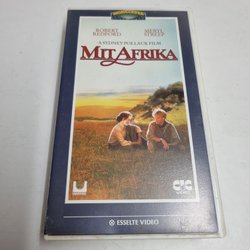 ROBERT REDFORD
MERYL STREEP
A SYDNEY POLLACK FILM
MIT AFRIKA
CIC
ESSELTE VIDEO